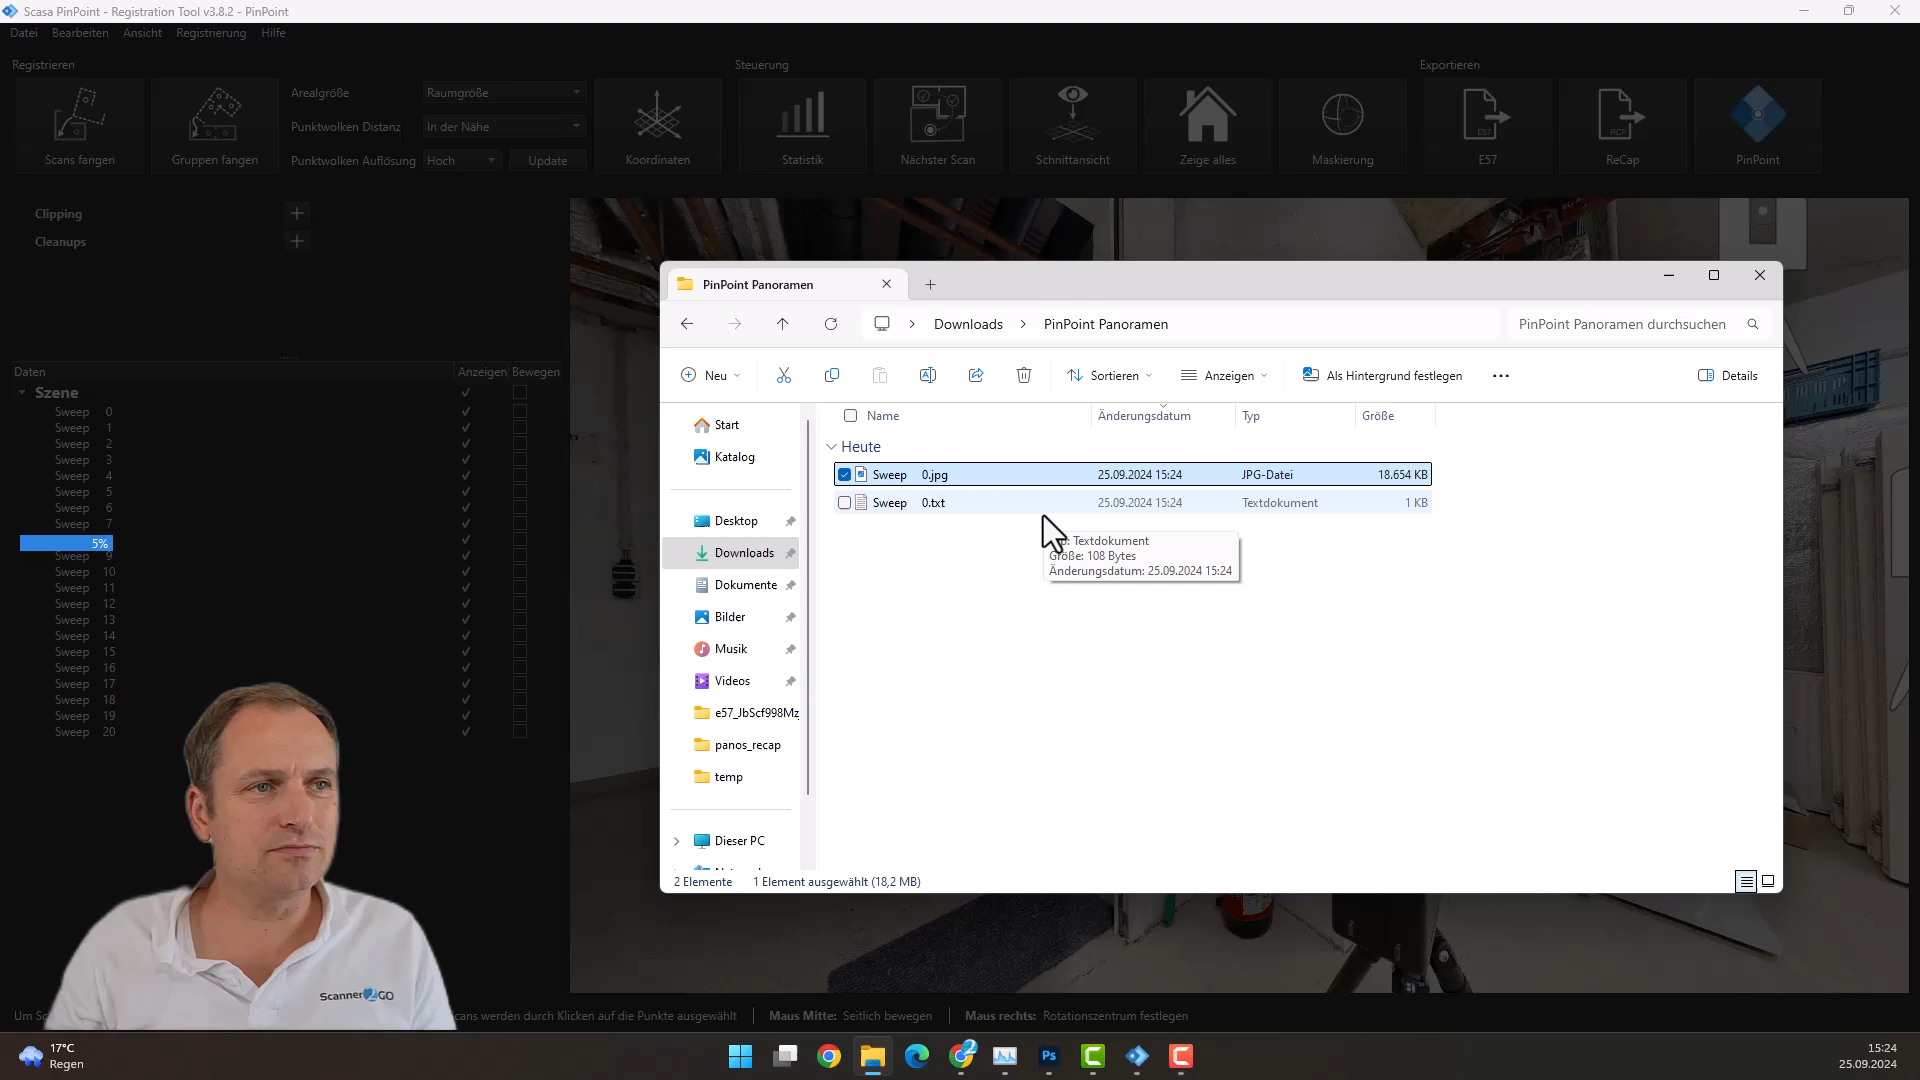 Scasa PinPoint - Registration Tool v3.8.2 - PinPoint
Datei Bearbeiten Ansicht Registrierung Hilfe
Registrieren
Steuerung
Exportieren
Scans fangen
Gruppen fangen
Arealgröße Raumgröße
Punktwolken Distanz In der Nähe
Punktwolken Auflösung Hoch Update
Koordinaten
Statistik
Nächster Scan
Schnittansicht
Zeige alles
Maskierung
E57
E57
RCP
ReCap
PinPoint
Clipping
Cleanups
Daten Anzeigen Bewegen
Szene
Sweep 0
Sweep 1
Sweep 2
Sweep 3
Sweep 4
Sweep 5
Sweep 6
Sweep 7
5%
Sweep 9
Sweep 10
Sweep 11
Sweep 12
Sweep 13
Sweep 14
Sweep 15
Sweep 16
Sweep 17
Sweep 18
Sweep 19
Sweep 20
PinPoint Panoramen
Downloads PinPoint Panoramen
PinPoint Panoramen durchsuchen
Neu
Sortieren
Anzeigen
Als Hintergrund festlegen
Details
Start
Katalog
Desktop
Downloads
Dokumente
Bilder
Musik
Videos
e57_JbScf998Mz
panos_recap
temp
Dieser PC
Name Änderungsdatum Typ Größe
Heute
Sweep 0.jpg 25.09.2024 15:24 JPG-Datei 18.654 KB
Sweep 0.txt 25.09.2024 15:24 Textdokument 1 KB
Textdokument
Größe: 108 Bytes
Änderungsdatum: 25.09.2024 15:24
2 Elemente 1 Element ausgewählt (18,2 MB)
Scanner2GO
Um cans werden durch Klicken auf die Punkte ausgewählt Maus Mitte: Seitlich bewegen Maus rechts: Rotationszentrum festlegen
17°C
Regen
2
Ps
15:24
25.09.2024